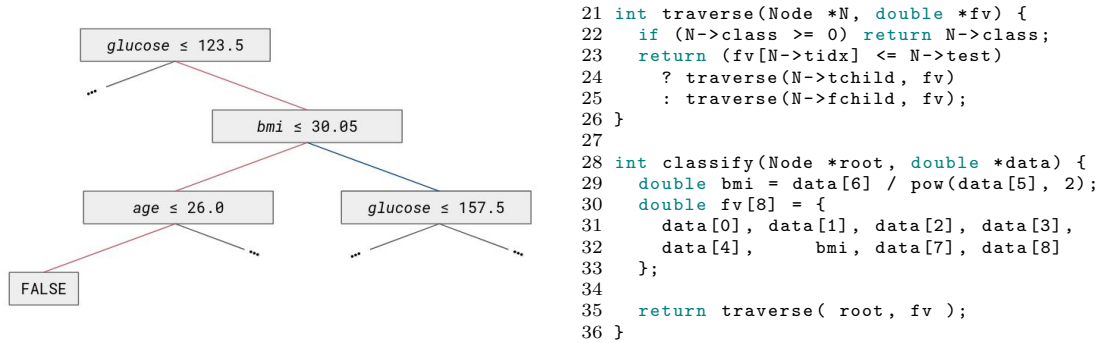 glucose ≤ 123.5
...
bmi ≤ 30.05
age ≤ 26.0
glucose ≤ 157.5
...
...
...
FALSE
21 int traverse(Node *N, double *fv) {
22   if (N->class >= 0) return N->class;
23   return (fv[N->tidx] <= N->test)
24     ? traverse(N->tchild, fv)
25     : traverse(N->fchild, fv);
26 }
27
28 int classify(Node *root, double *data) {
29   double bmi = data[6] / pow(data[5], 2);
30   double fv[8] = {
31     data[0], data[1], data[2], data[3],
32     data[4],     bmi, data[7], data[8]
33   };
34
35   return traverse( root, fv );
36 }